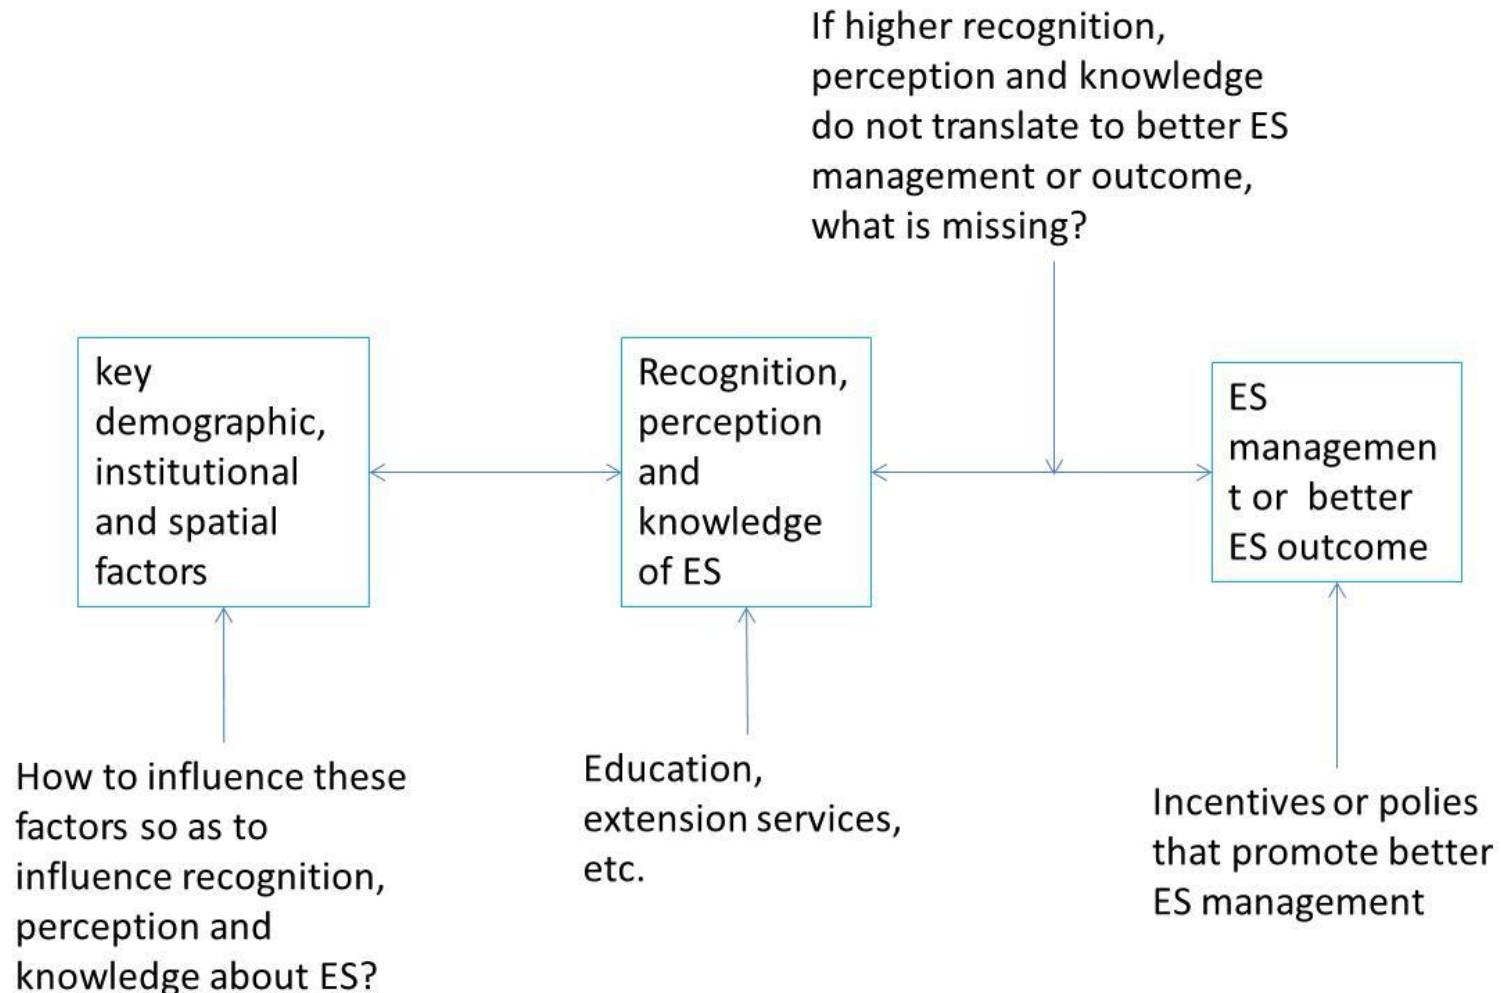 If higher recognition,
perception and knowledge
do not translate to better ES
management or outcome,
what is missing?
key
demographic,
institutional
and spatial
factors
Recognition,
perception
and
knowledge
of ES
ES
managemen
t or better
ES outcome
How to influence these
factors so as to
influence recognition,
perception and
knowledge about ES?
Education,
extension services,
etc.
Incentives or polies
that promote better
ES management